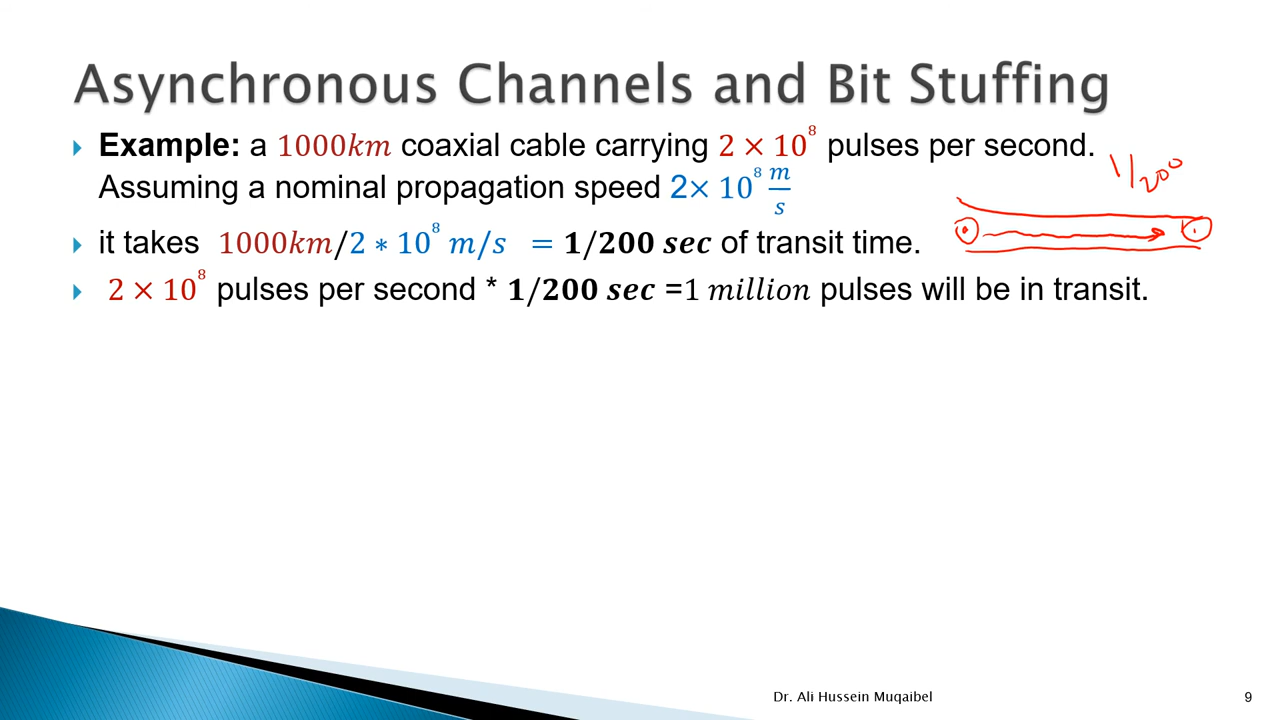 Asynchronous Channels and Bit Stuffing
Example: a 1000km coaxial cable carrying 2 × 10⁸ pulses per second.
Assuming a nominal propagation speed 2× 10⁸ m/s
1/200
it takes 1000km/2 * 10⁸ m/s = 1/200 sec of transit time.
2 × 10⁸ pulses per second * 1/200 sec =1 million pulses will be in transit.
Dr. Ali Hussein Muqaibel
9